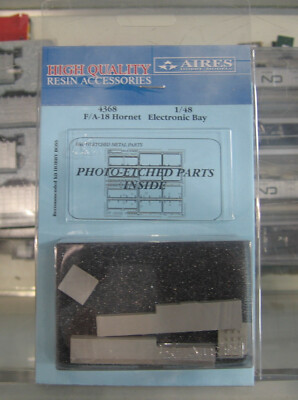 HIGH QUALITY
RESIN ACCESSORIES
AIRES
4368 1/48
F/A-18 Hornet Electronic Bay
PHOTO-ETCHED PARTS
INSIDE